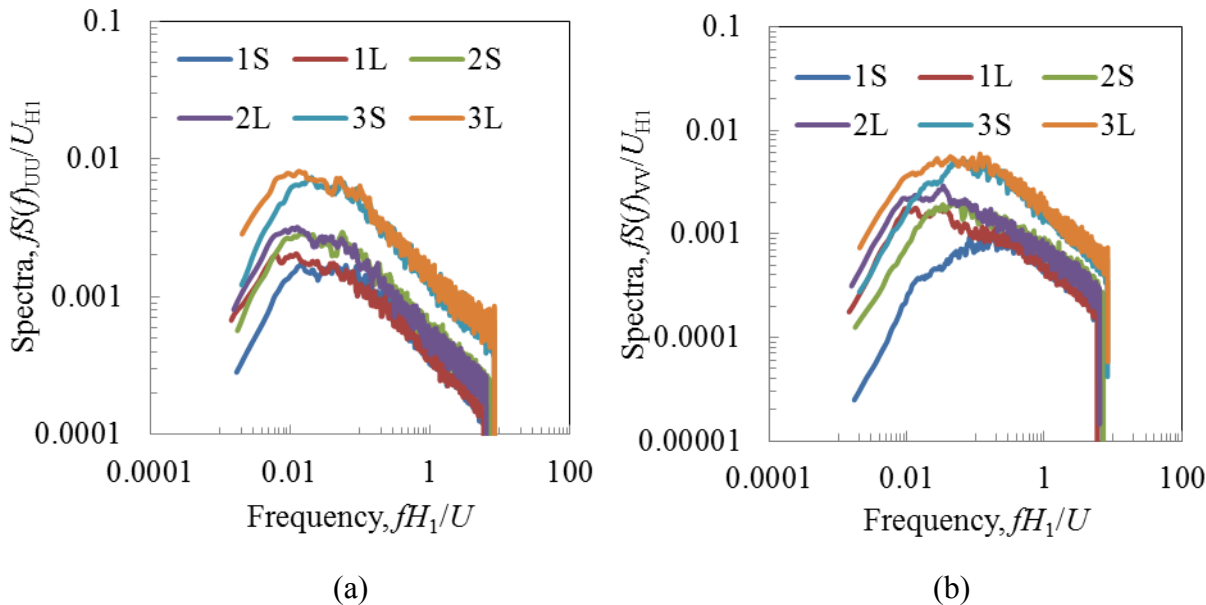 0.1
0.01
0.001
0.0001
1S 1L 2S
2L 3S 3L
Spectra, fS(f)UU/UH1
0.0001 0.01 1 100
Frequency, fH1/U
(a)
0.1
0.01
0.001
0.0001
0.00001
1S 1L 2S
2L 3S 3L
Spectra, fS(f)VV/UH1
0.0001 0.01 1 100
Frequency, fH1/U
(b)